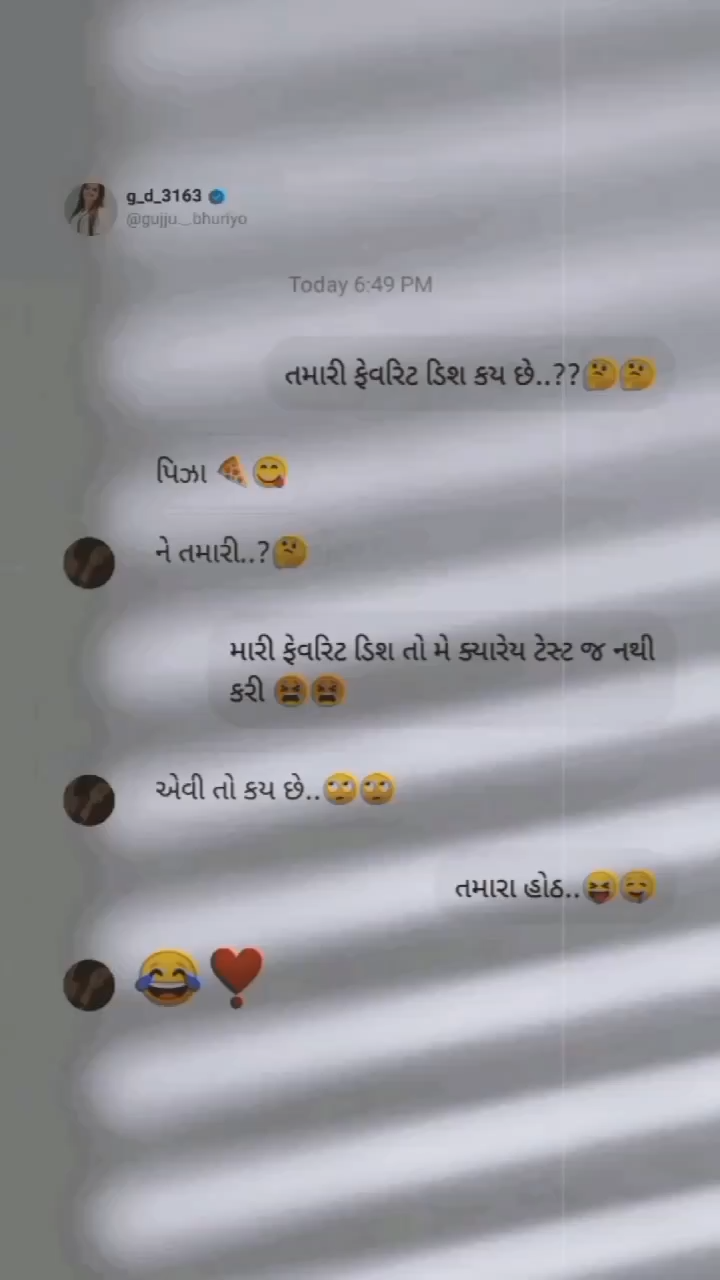 g_d_3163
@gujju._.bhuriyo
Today 6:49 PM
તમારી ફેવરિટ ડિશ કય છે..??🤔🤔
પિઝા 🍕😋
ને તમારી..?🤔
મારી ફેવરિટ ડિશ તો મે ક્યારેય ટેસ્ટ જ નથી
કરી 😫😫
એવી તો કય છે..🙄🙄
તમારા હોઠ..😝🤤
😂❣️